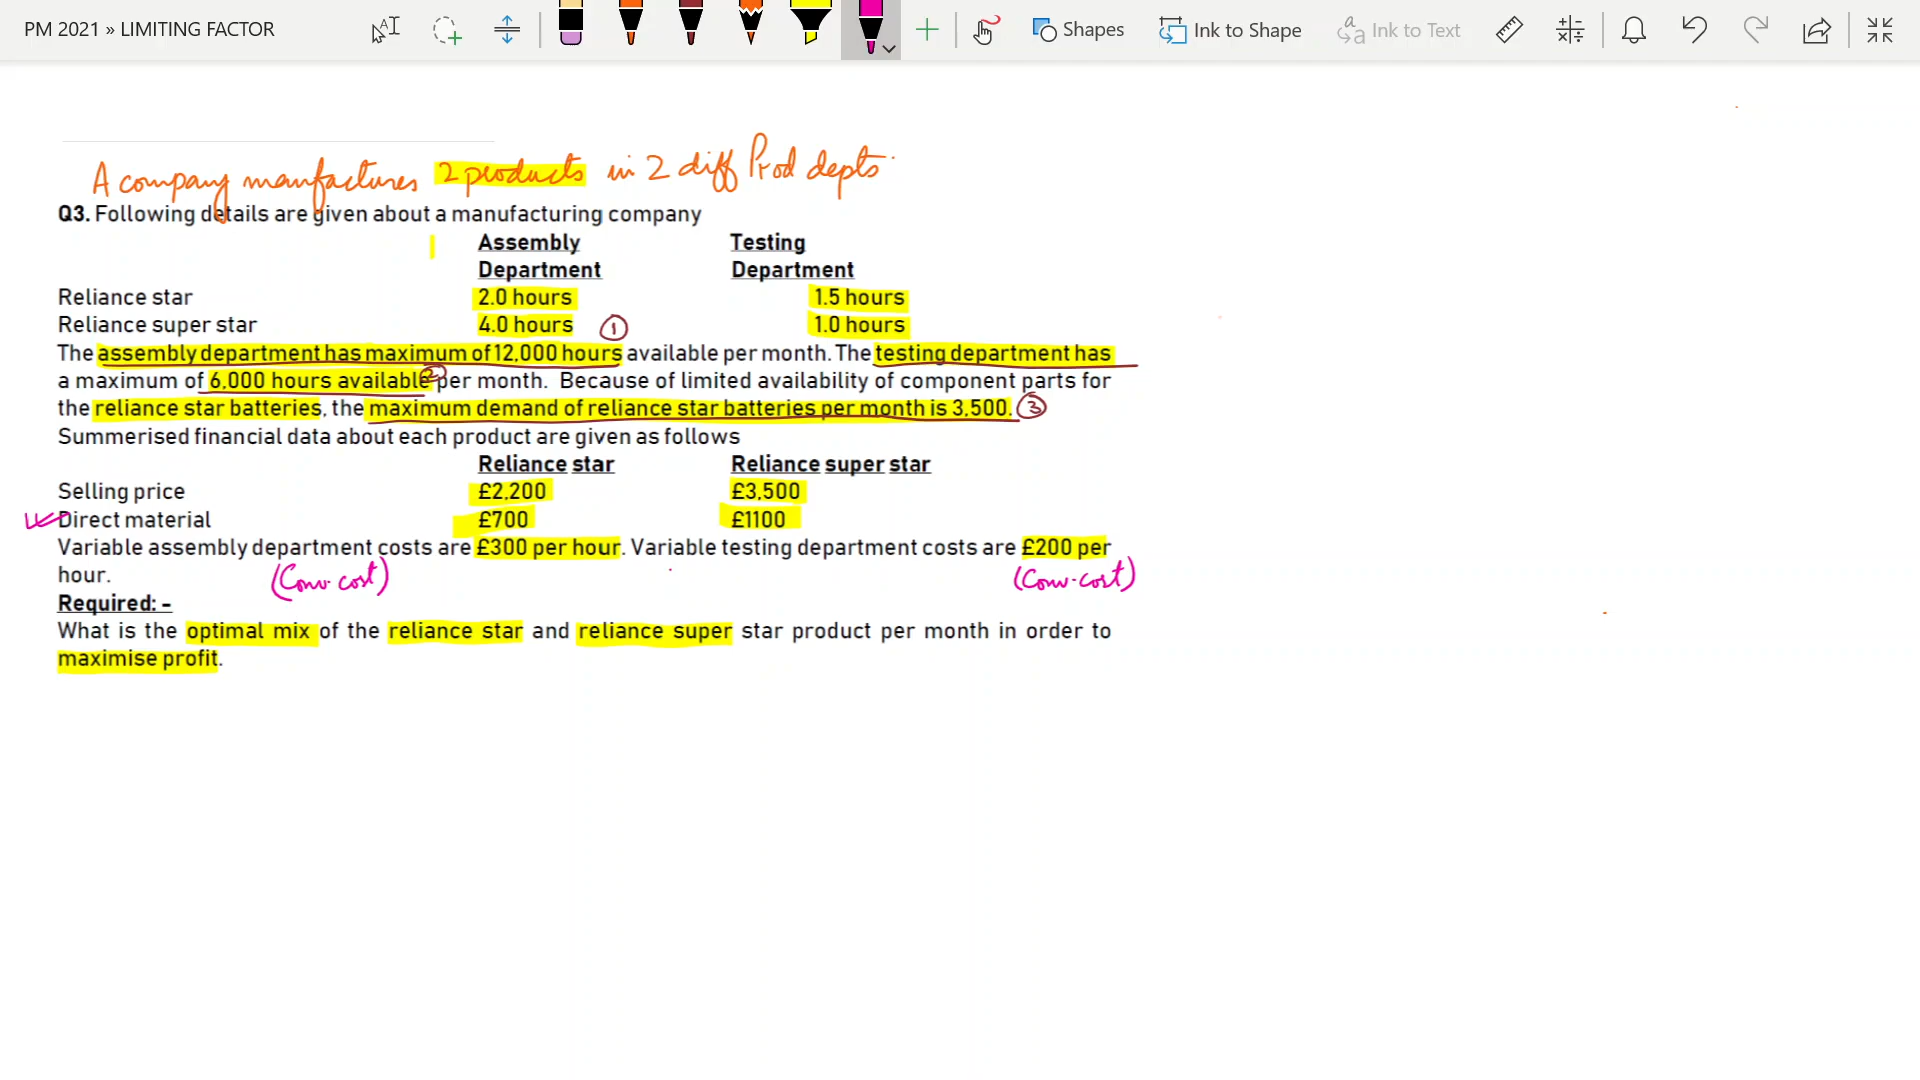 PM 2021 » LIMITING FACTOR
Shapes
Ink to Shape
Ink to Text
A company manufactures 2 products in 2 diff Prod depts.
Q3. Following details are given about a manufacturing company
Assembly Testing
Department Department
Reliance star 2.0 hours 1.5 hours
Reliance super star 4.0 hours ① 1.0 hours
The assembly department has maximum of 12,000 hours available per month. The testing department has
a maximum of 6,000 hours available ② per month. Because of limited availability of component parts for
the reliance star batteries, the maximum demand of reliance star batteries per month is 3,500. ③
Summerised financial data about each product are given as follows
Reliance star Reliance super star
Selling price £2,200 £3,500
Direct material £700 £1100
Variable assembly department costs are £300 per hour. Variable testing department costs are £200 per
hour. (Conv. cost) (Conv. cost)
Required: -
What is the optimal mix of the reliance star and reliance super star product per month in order to
maximise profit.